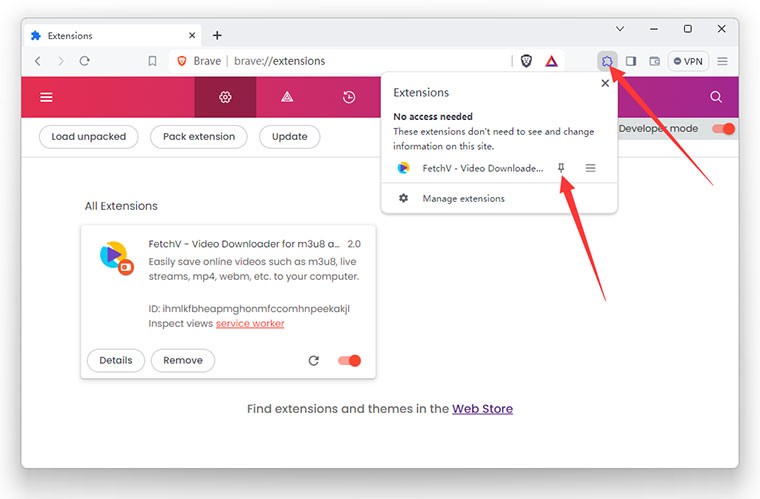 Extensions
Brave
brave://extensions
VPN
Extensions
No access needed
These extensions don't need to see and change
information on this site.
FetchV - Video Downloade...
Manage extensions
Load unpacked
Pack extension
Update
Developer mode
All Extensions
FetchV - Video Downloader for m3u8 a... 2.0
Easily save online videos such as m3u8, live
streams, mp4, webm, etc. to your computer.
ID: ihmlkfbheapmghonmfccomhnpeekakjl
Inspect views service worker
Details
Remove
Find extensions and themes in the Web Store